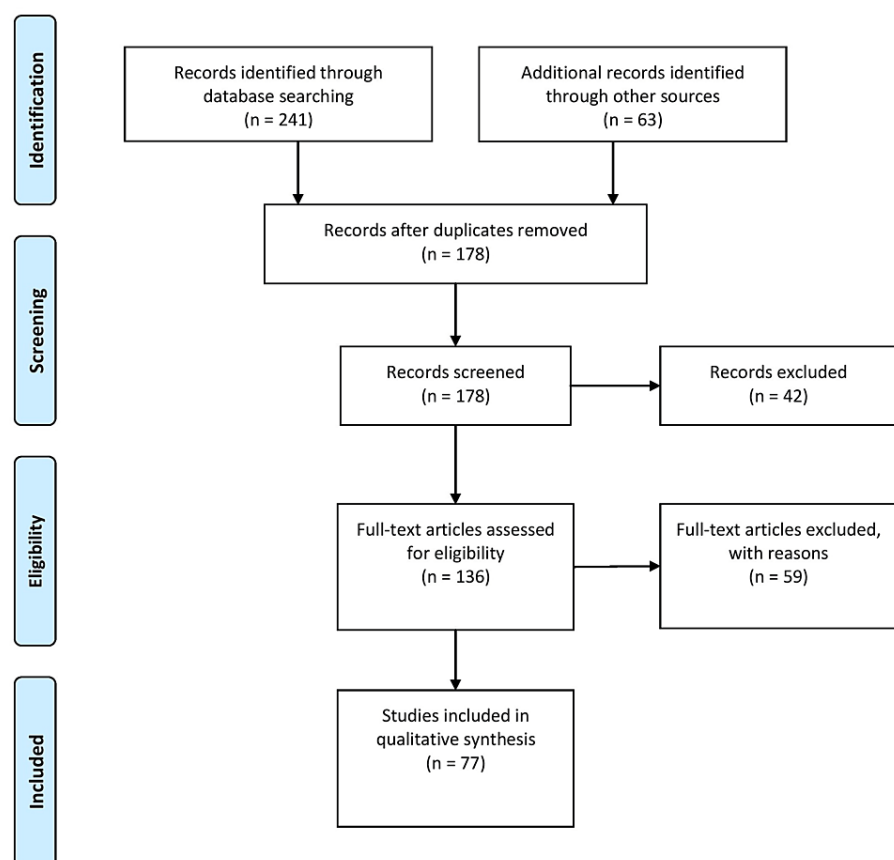 Identification
Records identified through
database searching
(n = 241)
Additional records identified
through other sources
(n = 63)
Records after duplicates removed
(n = 178)
Screening
Records screened
(n = 178)
Records excluded
(n = 42)
Eligibility
Full-text articles assessed
for eligibility
(n = 136)
Full-text articles excluded,
with reasons
(n = 59)
Included
Studies included in
qualitative synthesis
(n = 77)